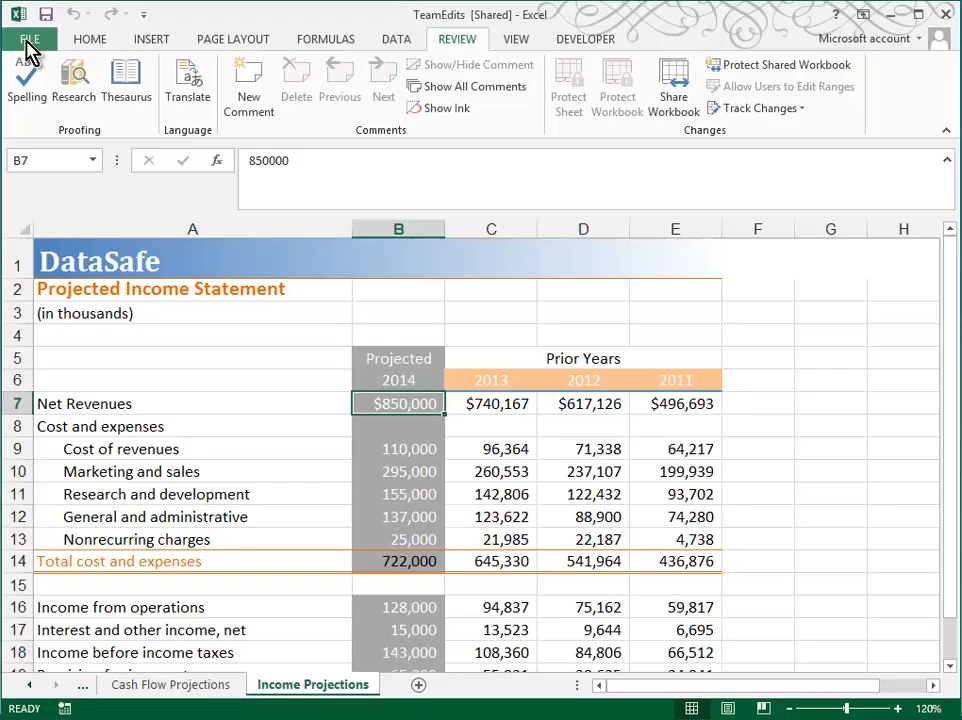 TeamEdits [Shared] - Excel
?
FILE HOME INSERT PAGE LAYOUT FORMULAS DATA REVIEW VIEW DEVELOPER Microsoft account
Spelling Research Thesaurus Translate New Comment Delete Previous Next Show/Hide Comment Protect Sheet Protect Workbook Share Workbook Protect Shared Workbook
Show All Comments Allow Users to Edit Ranges
Show Ink Track Changes
Proofing Language Comments Changes
B7 fx 850000
A B C D E F G H
1 DataSafe
2 Projected Income Statement
3 (in thousands)
4
5 Projected Prior Years
6 2014 2013 2012 2011
7 Net Revenues $850,000 $740,167 $617,126 $496,693
8 Cost and expenses
9 Cost of revenues 110,000 96,364 71,338 64,217
10 Marketing and sales 295,000 260,553 237,107 199,939
11 Research and development 155,000 142,806 122,432 93,702
12 General and administrative 137,000 123,622 88,900 74,280
13 Nonrecurring charges 25,000 21,985 22,187 4,738
14 Total cost and expenses 722,000 645,330 541,964 436,876
15
16 Income from operations 128,000 94,837 75,162 59,817
17 Interest and other income, net 15,000 13,523 9,644 6,695
18 Income before income taxes 143,000 108,360 84,806 66,512
... Cash Flow Projections Income Projections
READY 120%